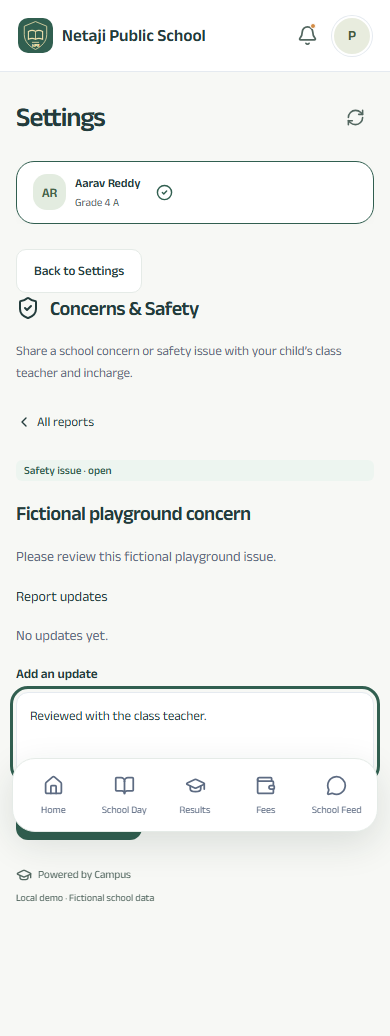 Netaji Public School
P
Settings
AR
Aarav Reddy
Grade 4 A
Back to Settings
Concerns & Safety
Share a school concern or safety issue with your child's class
teacher and incharge.
All reports
Safety issue · open
Fictional playground concern
Please review this fictional playground issue.
Report updates
No updates yet.
Add an update
Reviewed with the class teacher.
Home
School Day
Results
Fees
School Feed
Powered by Campus
Local demo · Fictional school data